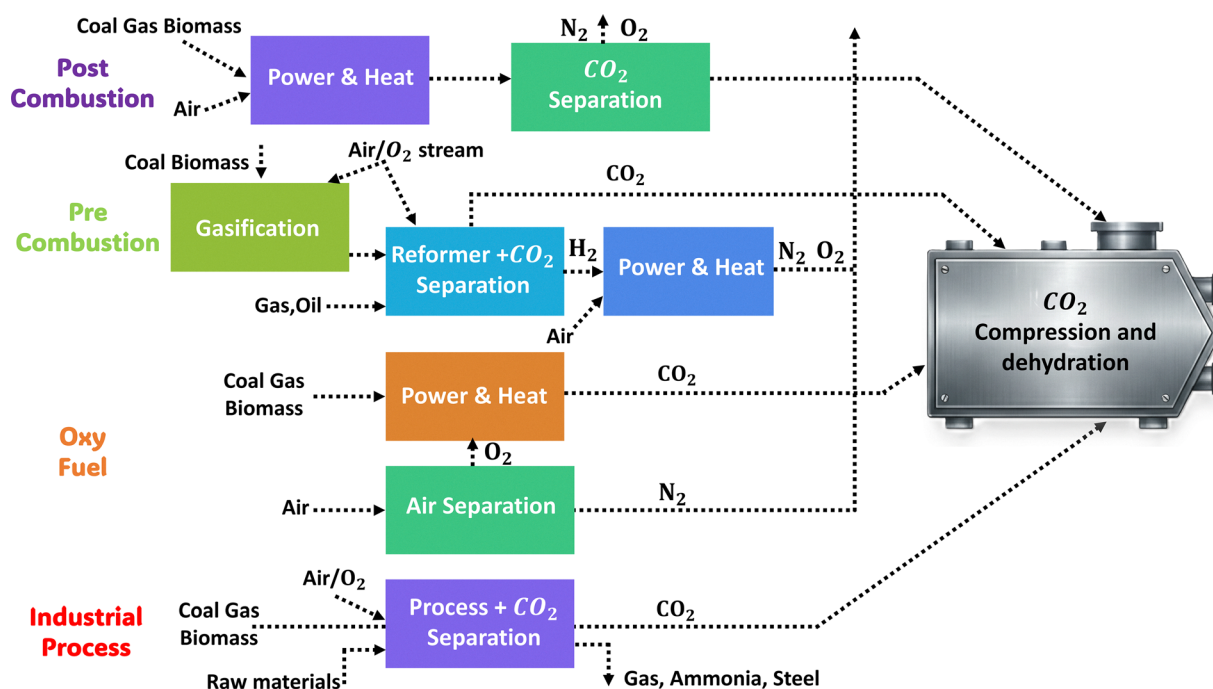 Coal Gas Biomass
Post
Combustion
Air
Power & Heat
N₂ O₂
CO₂
Separation
Coal Biomass
Air/O₂ stream
Pre
Combustion
Gasification
Gas,Oil
Reformer +CO₂
Separation
CO₂
H₂
Air
Power & Heat
N₂ O₂
CO₂
Compression and
dehydration
Oxy
Fuel
Coal Gas
Biomass
Power & Heat
CO₂
O₂
Air
Air Separation
N₂
Industrial
Process
Air/O₂
Coal Gas
Biomass
Raw materials
Process + CO₂
Separation
CO₂
Gas, Ammonia, Steel